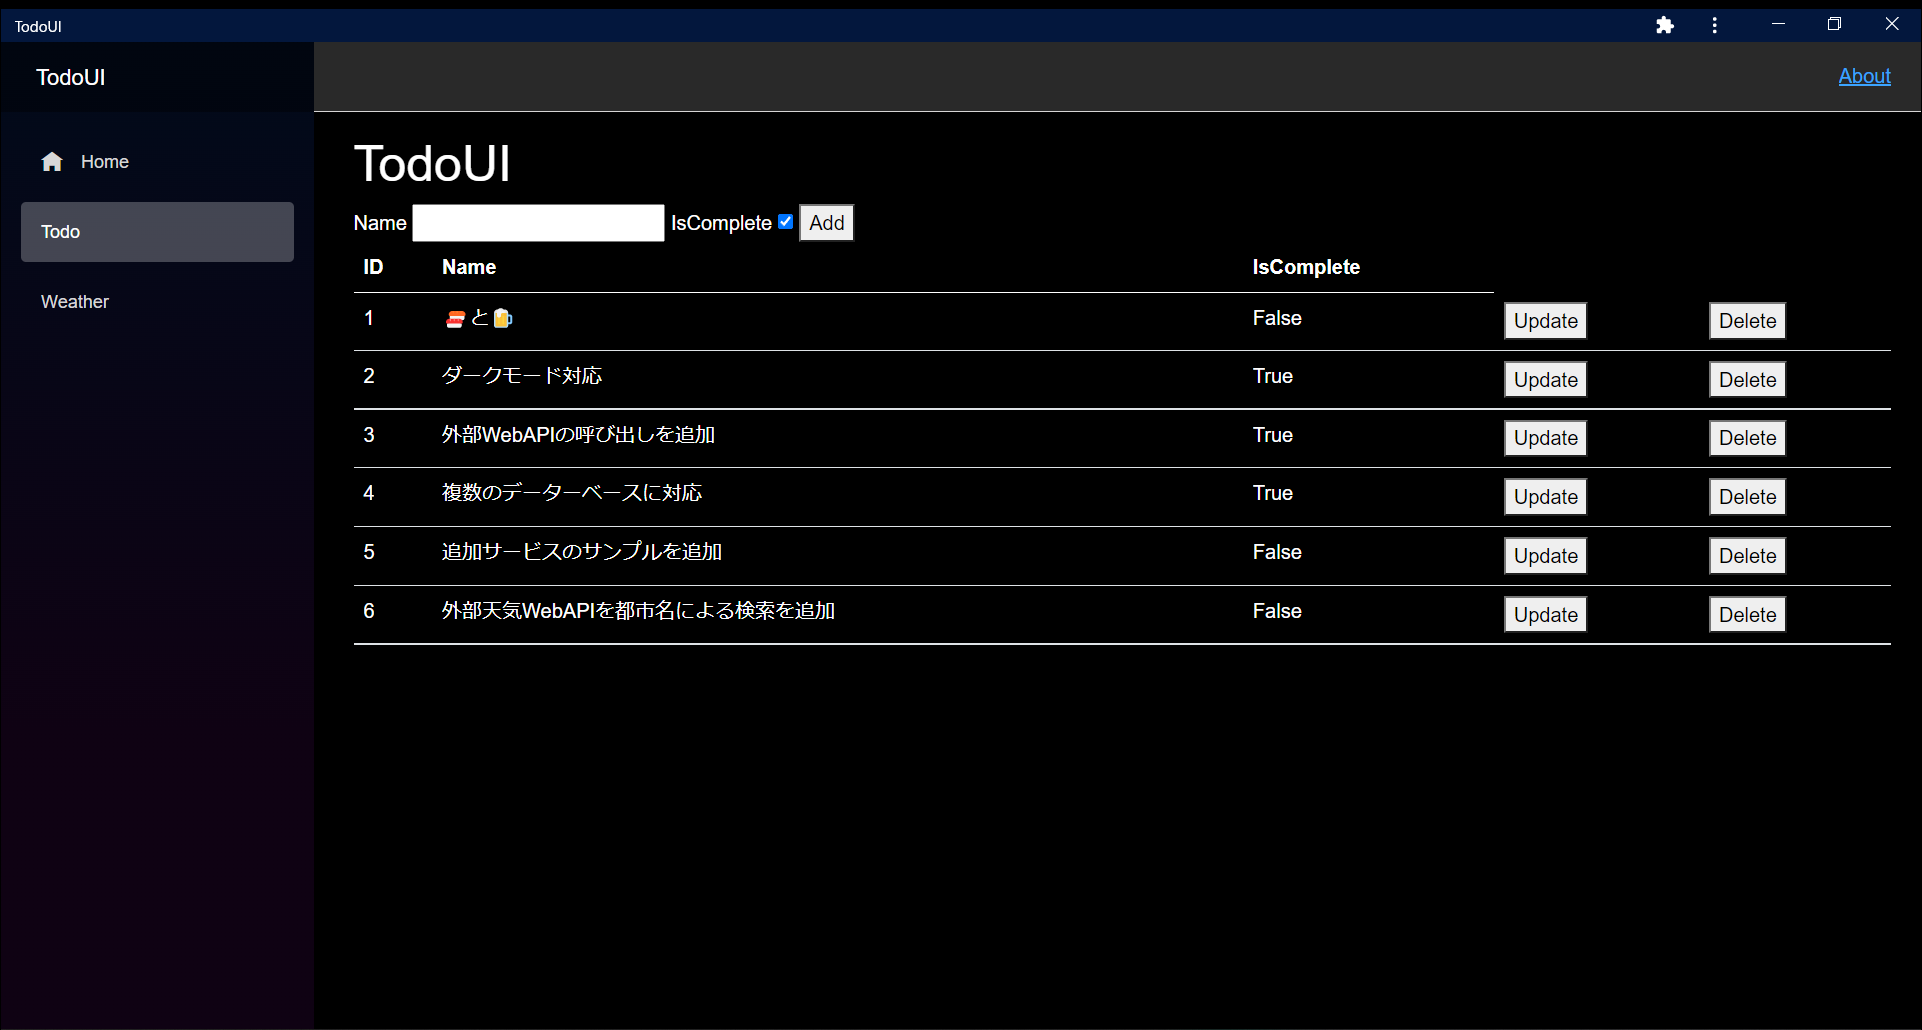 TodoUI
TodoUI
About
Home
Todo
Weather
TodoUI
Name IsComplete Add
ID Name IsComplete
1 🍣と🍺 False Update Delete
2 ダークモード対応 True Update Delete
3 外部WebAPIの呼び出しを追加 True Update Delete
4 複数のデーターベースに対応 True Update Delete
5 追加サービスのサンプルを追加 False Update Delete
6 外部天気WebAPIを都市名による検索を追加 False Update Delete